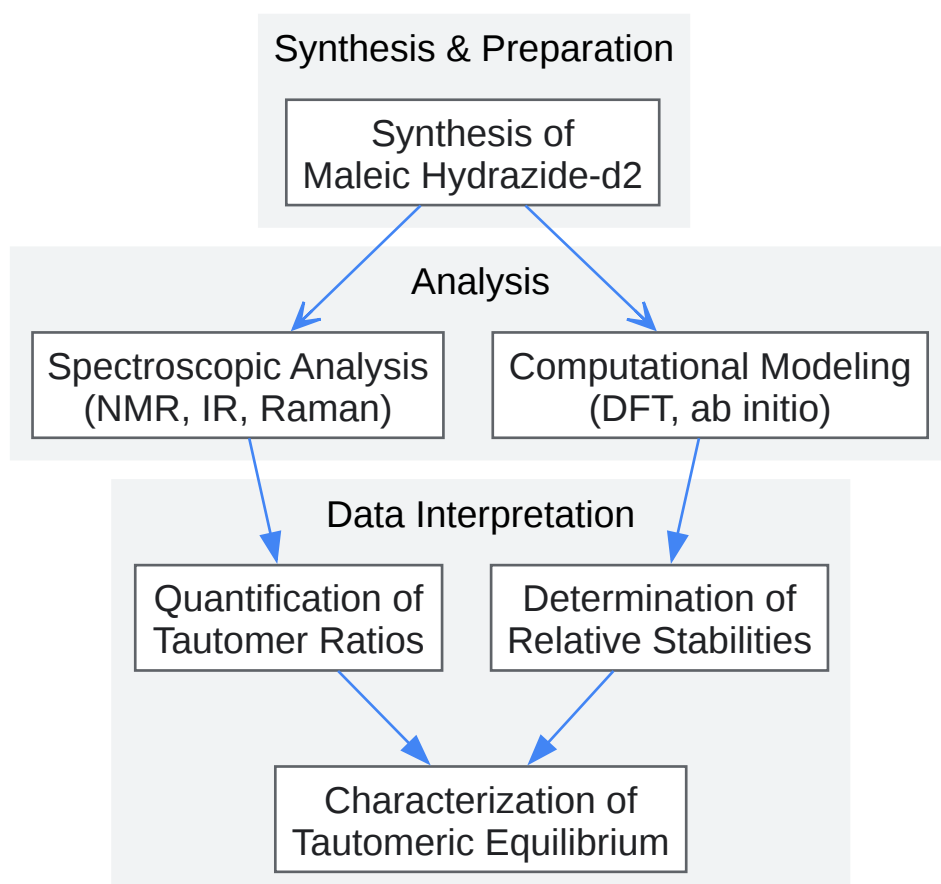 Synthesis & Preparation
Synthesis of
Maleic Hydrazide-d2
Analysis
Spectroscopic Analysis
(NMR, IR, Raman)
Computational Modeling
(DFT, ab initio)
Data Interpretation
Quantification of
Tautomer Ratios
Determination of
Relative Stabilities
Characterization of
Tautomeric Equilibrium